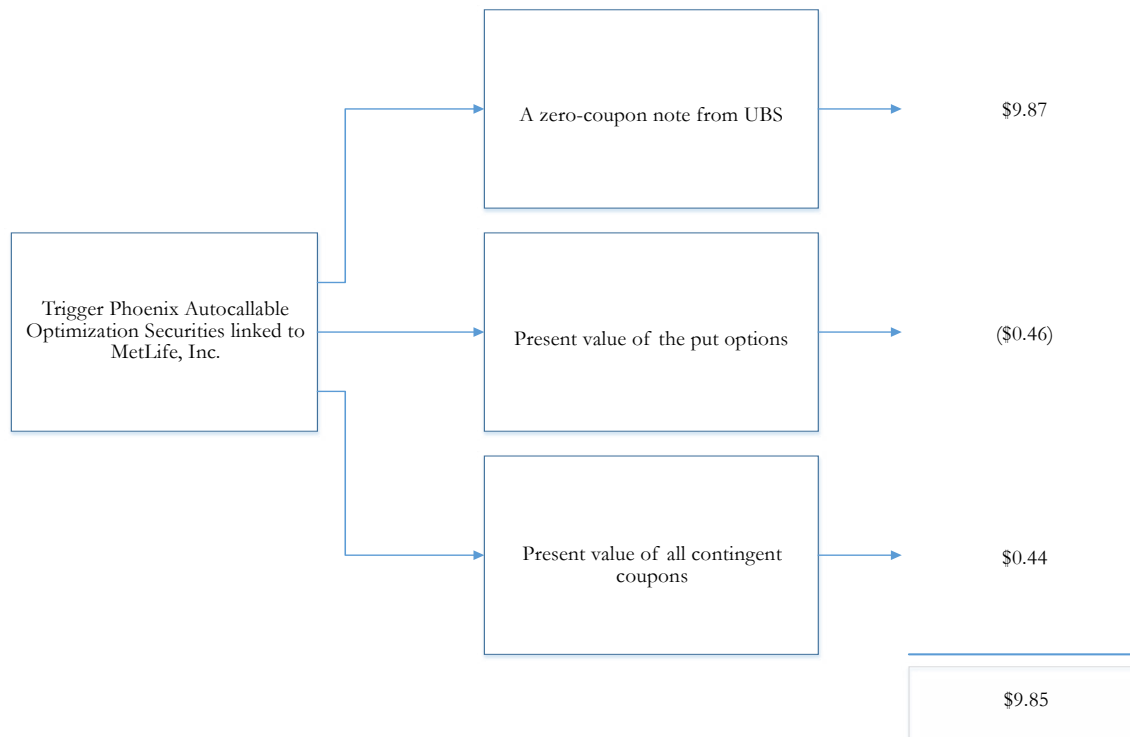 A zero-coupon note from UBS
$9.87
Trigger Phoenix Autocallable
Optimization Securities linked to
MetLife, Inc.
Present value of the put options
($0.46)
Present value of all contingent
coupons
$0.44
$9.85